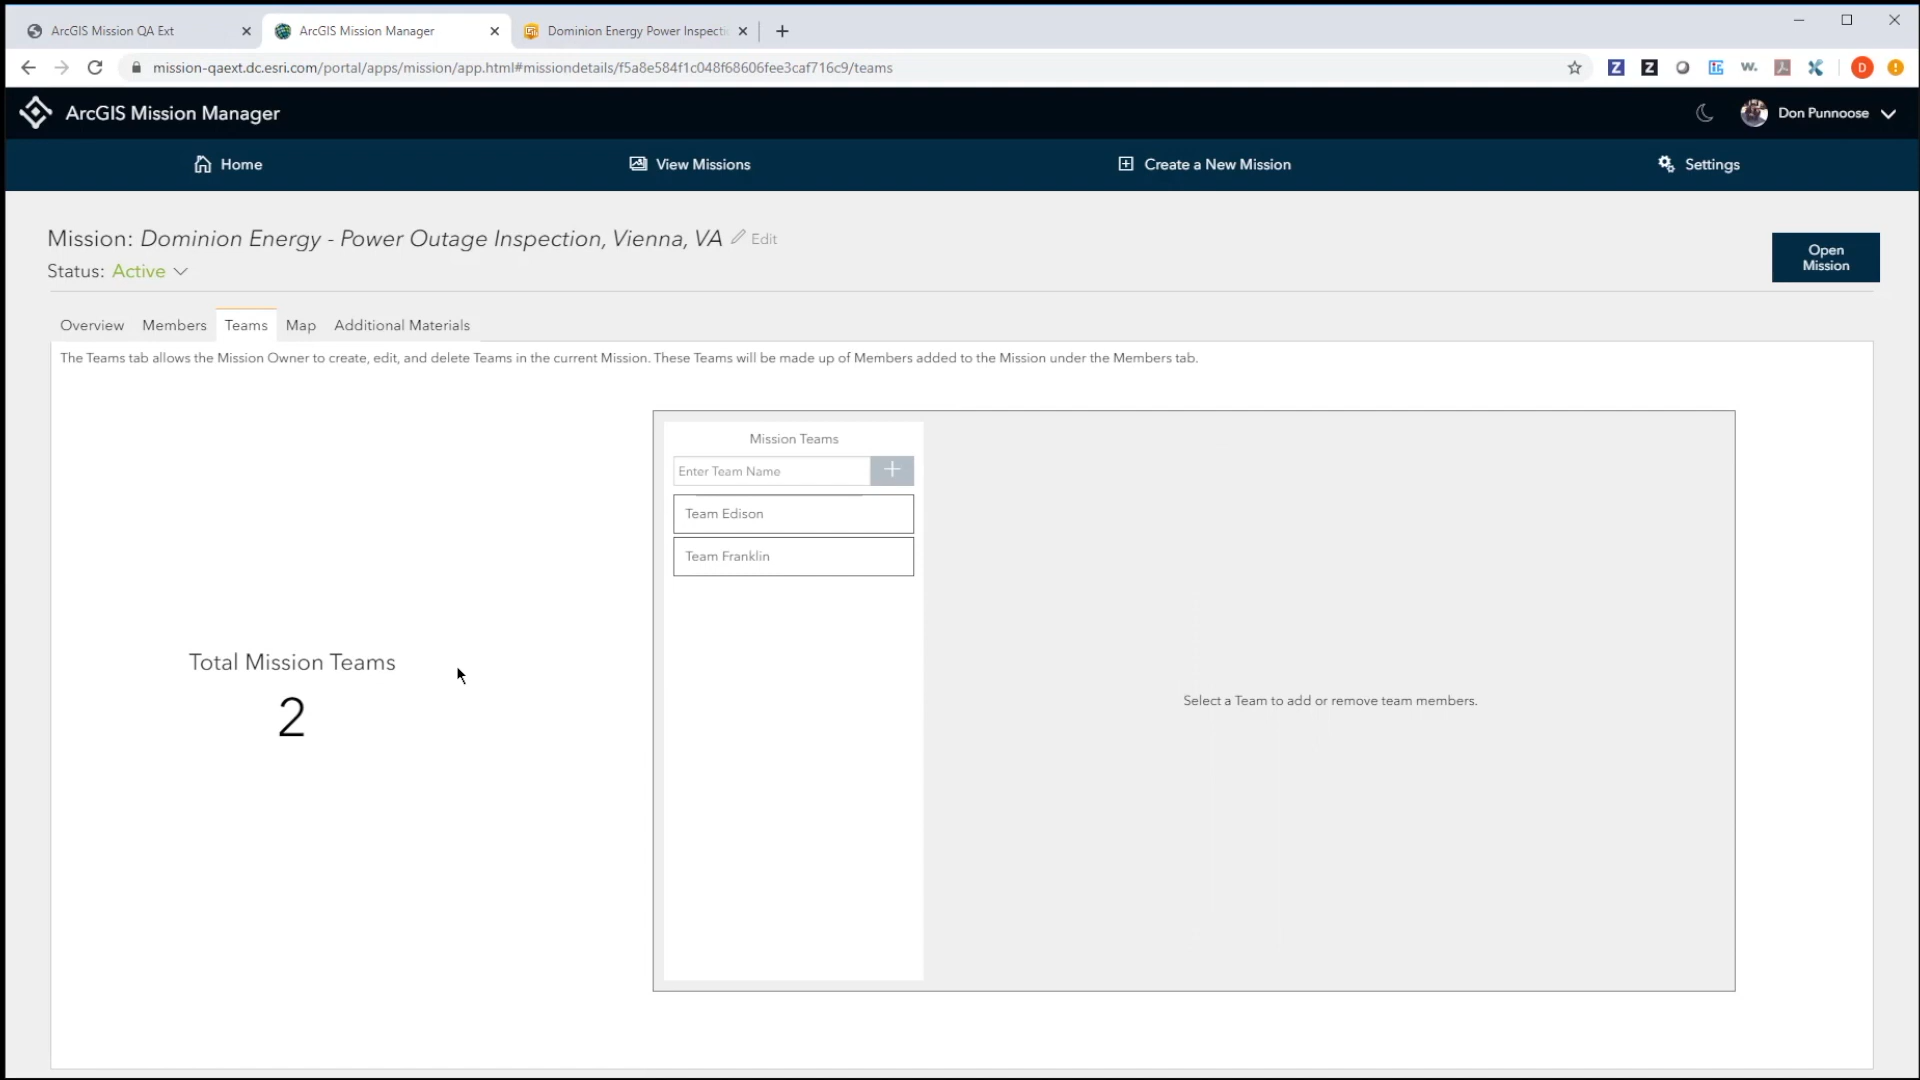 ArcGIS Mission QA Ext
ArcGIS Mission Manager
Dominion Energy Power Inspecti
mission-qaext.dc.esri.com/portal/apps/mission/app.html#missiondetails/f5a8e584f1c048f68606fee3caf716c9/teams
ArcGIS Mission Manager
Don Punnoose
Home
View Missions
Create a New Mission
Settings
Mission: Dominion Energy - Power Outage Inspection, Vienna, VA
Edit
Status: Active
Open
Mission
Overview
Members
Teams
Map
Additional Materials
The Teams tab allows the Mission Owner to create, edit, and delete Teams in the current Mission. These Teams will be made up of Members added to the Mission under the Members tab.
Mission Teams
Enter Team Name
Team Edison
Team Franklin
Total Mission Teams
2
Select a Team to add or remove team members.